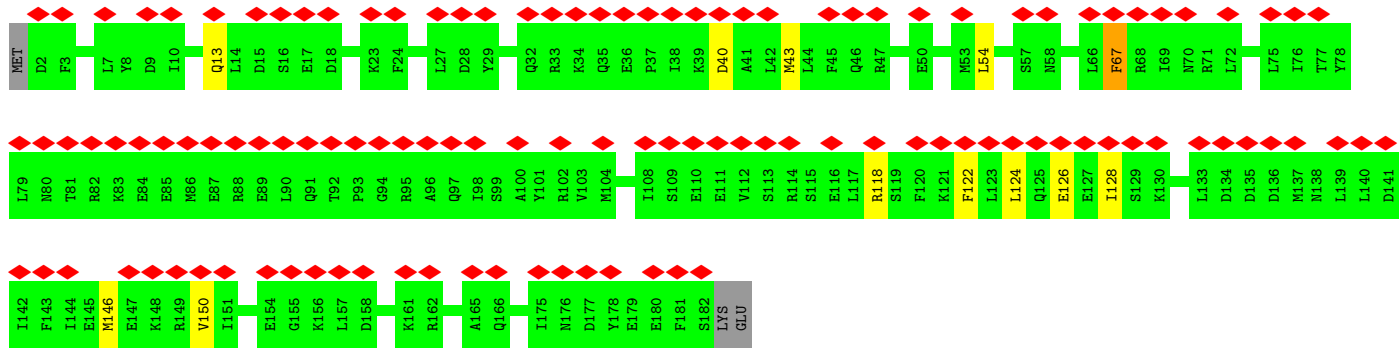 MET D2 F3 L7 Y8 D9 I10 Q13 L14 D15 S16 E17 D18 K23 F24 L27 D28 Y29 Q32 R33 K34 Q35 E36 P37 I38 K39 D40 A41 L42 M43 L44 F45 Q46 R47 E50 M53 L54 S57 N58 L66 F67 R68 I69 N70 R71 L72 L75 I76 T77 Y78
L79 N80 T81 R82 K83 E84 E85 M86 E87 R88 E89 L90 Q91 T92 P93 G94 R95 A96 Q97 I98 S99 A100 Y101 R102 V103 M104 I108 S109 E110 E111 V112 S113 R114 S115 E116 L117 R118 S119 F120 K121 F122 L123 L124 Q125 E126 E127 I128 S129 K130 L133 D134 D135 D136 M137 N138 L139 L140 D141
I142 F143 I144 E145 M146 E147 K148 R149 V150 I151 E154 G155 K156 L157 D158 K161 R162 A165 Q166 I175 N176 D177 Y178 E179 E180 F181 S182 LYS GLU